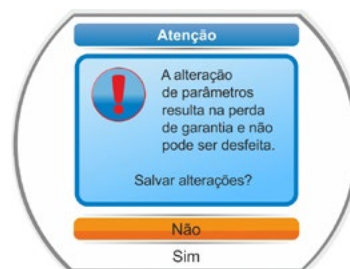 Atenção
A alteração
de parâmetros
resulta na perda
de garantia e não
pode ser desfeita.
Salvar alterações?
Não
Sim